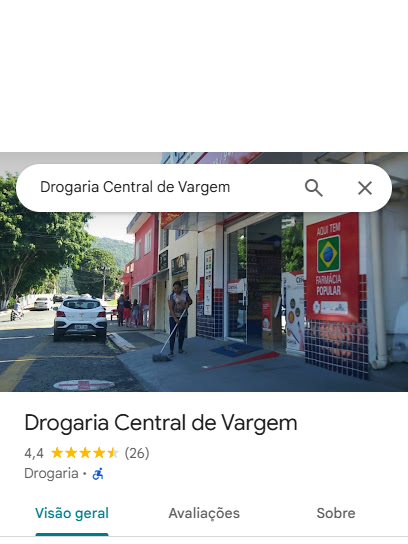 Drogaria Central de Vargem
AQUI TEM
FARMÁCIA
POPULAR
Drogaria Central de Vargem
4,4 (26)
Drogaria •
Visão geral Avaliações Sobre